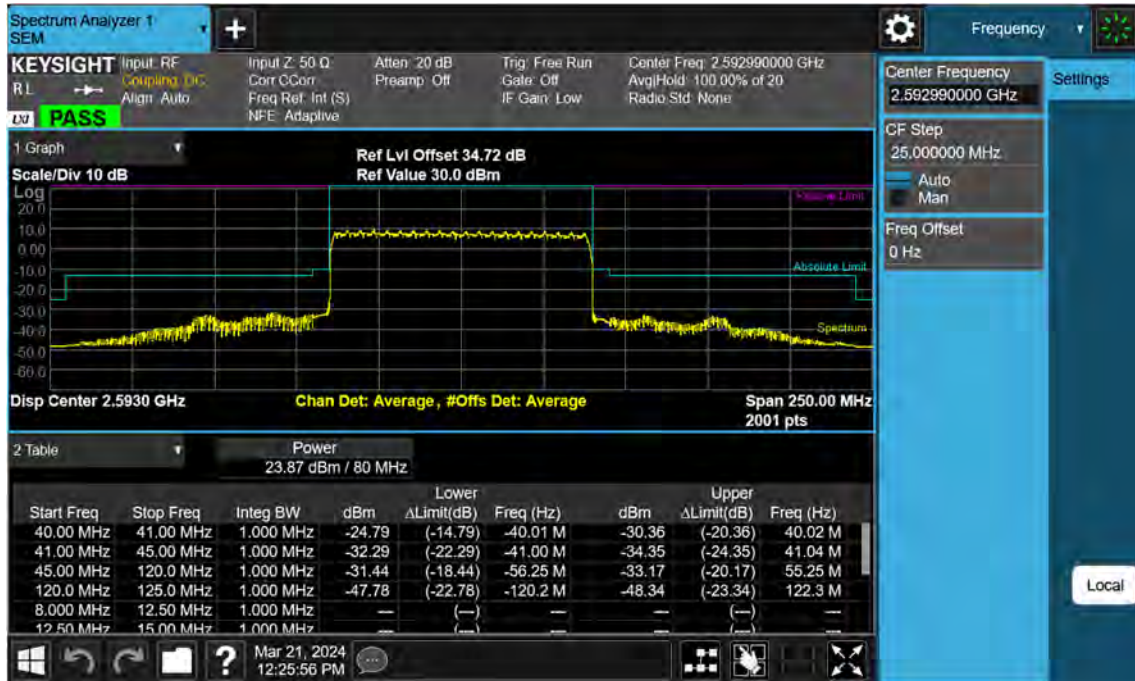 Spectrum Analyzer 1
SEM
Frequency
KEYSIGHT
R L
LXI
PASS
Input: RF
Coupling: DC
Align: Auto
Input Z: 50 Ω
Corr CCorr
Freq Ref: Int (S)
NFE: Adaptive
Atten: 20 dB
Preamp: Off
Trig: Free Run
Gate: Off
IF Gain: Low
Center Freq: 2.592990000 GHz
Avg|Hold: 100.00% of 20
Radio Std: None
Center Frequency
2.592990000 GHz
Settings
CF Step
25.000000 MHz
Auto
Man
Freq Offset
0 Hz
1 Graph
Scale/Div 10 dB
Ref Lvl Offset 34.72 dB
Ref Value 30.0 dBm
Log
20.0
10.0
0.00
-10.0
-20.0
-30.0
-40.0
-50.0
-60.0
Relative Limit
Absolute Limit
Spectrum
Disp Center 2.5930 GHz
Chan Det: Average, #Offs Det: Average
Span 250.00 MHz
2001 pts
2 Table
Power
23.87 dBm / 80 MHz
Lower Upper
Start Freq Stop Freq Integ BW dBm ΔLimit(dB) Freq (Hz) dBm ΔLimit(dB) Freq (Hz)
40.00 MHz 41.00 MHz 1.000 MHz -24.79 (-14.79) -40.01 M -30.36 (-20.36) 40.02 M
41.00 MHz 45.00 MHz 1.000 MHz -32.29 (-22.29) -41.00 M -34.35 (-24.35) 41.04 M
45.00 MHz 120.0 MHz 1.000 MHz -31.44 (-18.44) -56.25 M -33.17 (-20.17) 55.25 M
120.0 MHz 125.0 MHz 1.000 MHz -47.78 (-22.78) -120.2 M -48.34 (-23.34) 122.3 M
8.000 MHz 12.50 MHz 1.000 MHz --- (---) --- --- (---) ---
12.50 MHz 15.00 MHz 1.000 MHz --- (---) --- --- (---) ---
Local
?
Mar 21, 2024
12:25:56 PM